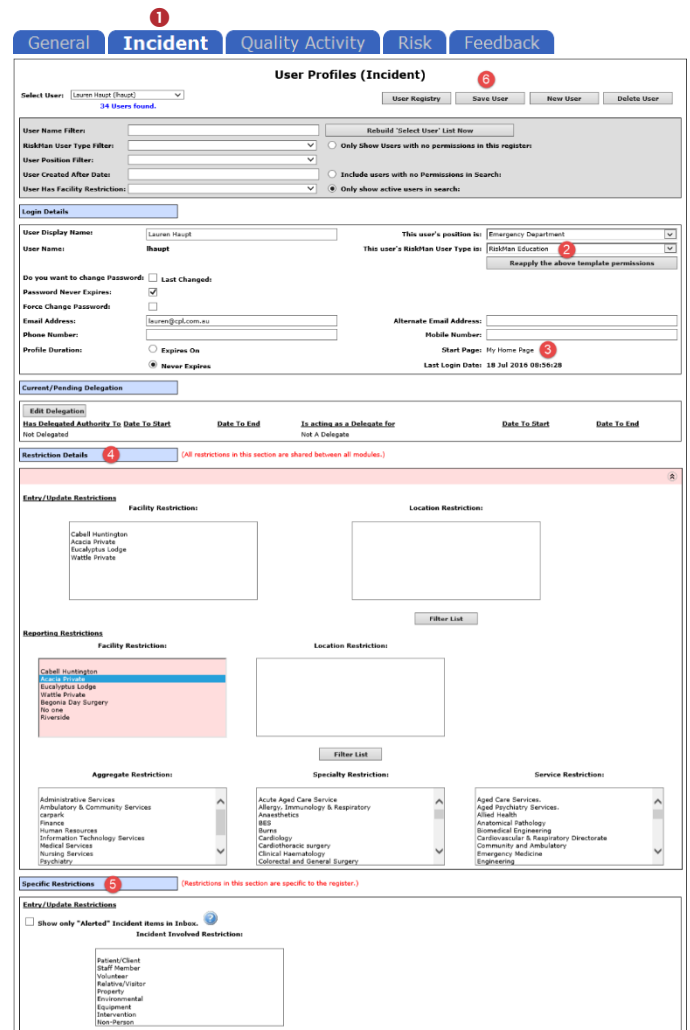 1
General Incident Quality Activity Risk Feedback
User Profiles (Incident)
6
Select User: Lauren Haupt (lhaupt) User Registry Save User New User Delete User
34 Users found.
User Name Filter: Rebuild 'Select User' List Now
RiskMan User Type Filter: Only Show Users with no permissions in this register:
User Position Filter:
User Created After Date: Include users with no Permissions in Search:
User Has Facility Restriction: Only show active users in search:
Login Details
User Display Name: Lauren Haupt This user's position is: Emergency Department
User Name: lhaupt This user's RiskMan User Type is: RiskMan Education 2
Reapply the above template permissions
Do you want to change Password: Last Changed:
Password Never Expires:
Force Change Password:
Email Address: lauren@cpl.com.au Alternate Email Address:
Phone Number: Mobile Number:
Profile Duration: Expires On Start Page: My Home Page 3
Never Expires Last Login Date: 18 Jul 2016 08:56:28
Current/Pending Delegation
Edit Delegation
Has Delegated Authority To Date To Start Date To End Is acting as a Delegate for Date To Start Date To End
Not Delegated Not A Delegate
Restriction Details 4 (All restrictions in this section are shared between all modules.)
Entry/Update Restrictions
Facility Restriction: Location Restriction:
Cabell Huntington
Acacia Private
Eucalyptus Lodge
Wattle Private
Filter List
Reporting Restrictions
Facility Restriction: Location Restriction:
Cabell Huntington
Acacia Private
Eucalyptus Lodge
Wattle Private
Begonia Day Surgery
No one
Riverside
Filter List
Aggregate Restriction: Specialty Restriction: Service Restriction:
Administrative Services Acute Aged Care Service Aged Care Services.
Ambulatory & Community Services Allergy, Immunology & Respiratory Aged Psychiatry Services.
carpark Anaesthetics Allied Health
Finance BES Anatomical Pathology
Human Resources Burns Biomedical Engineering
Information Technology Services Cardiology Cardiovascular & Respiratory Directorate
Medical Services Cardiothoracic surgery Community and Ambulatory
Nursing Services Clinical Haematology Emergency Medicine
Psychiatry Colorectal and General Surgery Engineering
Specific Restrictions 5 (Restrictions in this section are specific to the register.)
Entry/Update Restrictions
Show only "Alerted" Incident items in Inbox. ?
Incident Involved Restriction:
Patient/Client
Staff Member
Volunteer
Relative/Visitor
Property
Environmental
Equipment
Intervention
Non-Person